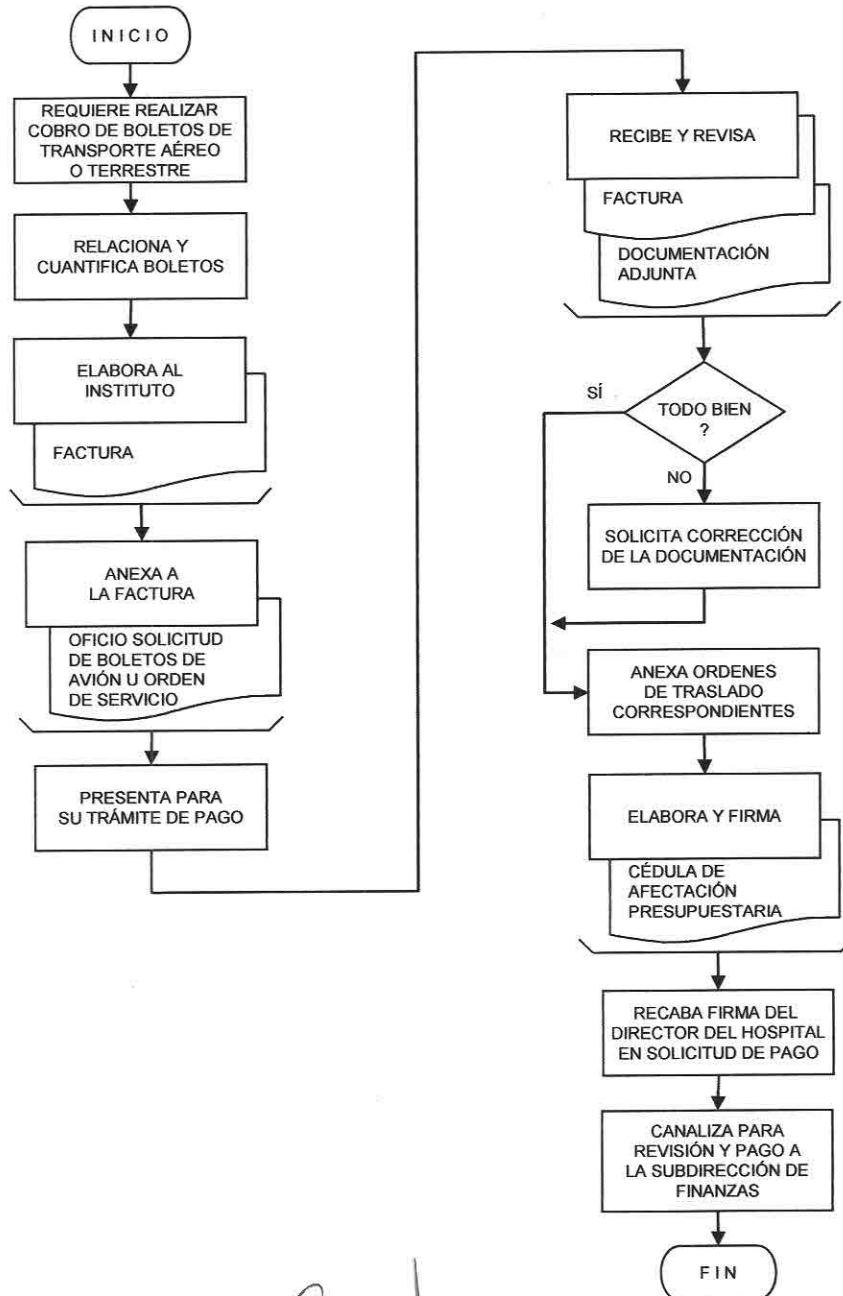 INICIO
REQUIERE REALIZAR
COBRO DE BOLETOS DE
TRANSPORTE AÉREO
O TERRESTRE
RELACIONA Y
CUANTIFICA BOLETOS
ELABORA AL
INSTITUTO
FACTURA
ANEXA A
LA FACTURA
OFICIO SOLICITUD
DE BOLETOS DE
AVIÓN U ORDEN
DE SERVICIO
PRESENTA PARA
SU TRÁMITE DE PAGO
RECIBE Y REVISA
FACTURA
DOCUMENTACIÓN
ADJUNTA
SÍ
TODO BIEN
?
NO
SOLICITA CORRECCIÓN
DE LA DOCUMENTACIÓN
ANEXA ORDENES
DE TRASLADO
CORRESPONDIENTES
ELABORA Y FIRMA
CÉDULA DE
AFECTACIÓN
PRESUPUESTARIA
RECABA FIRMA DEL
DIRECTOR DEL HOSPITAL
EN SOLICITUD DE PAGO
CANALIZA PARA
REVISIÓN Y PAGO A
LA SUBDIRECCIÓN DE
FINANZAS
FIN